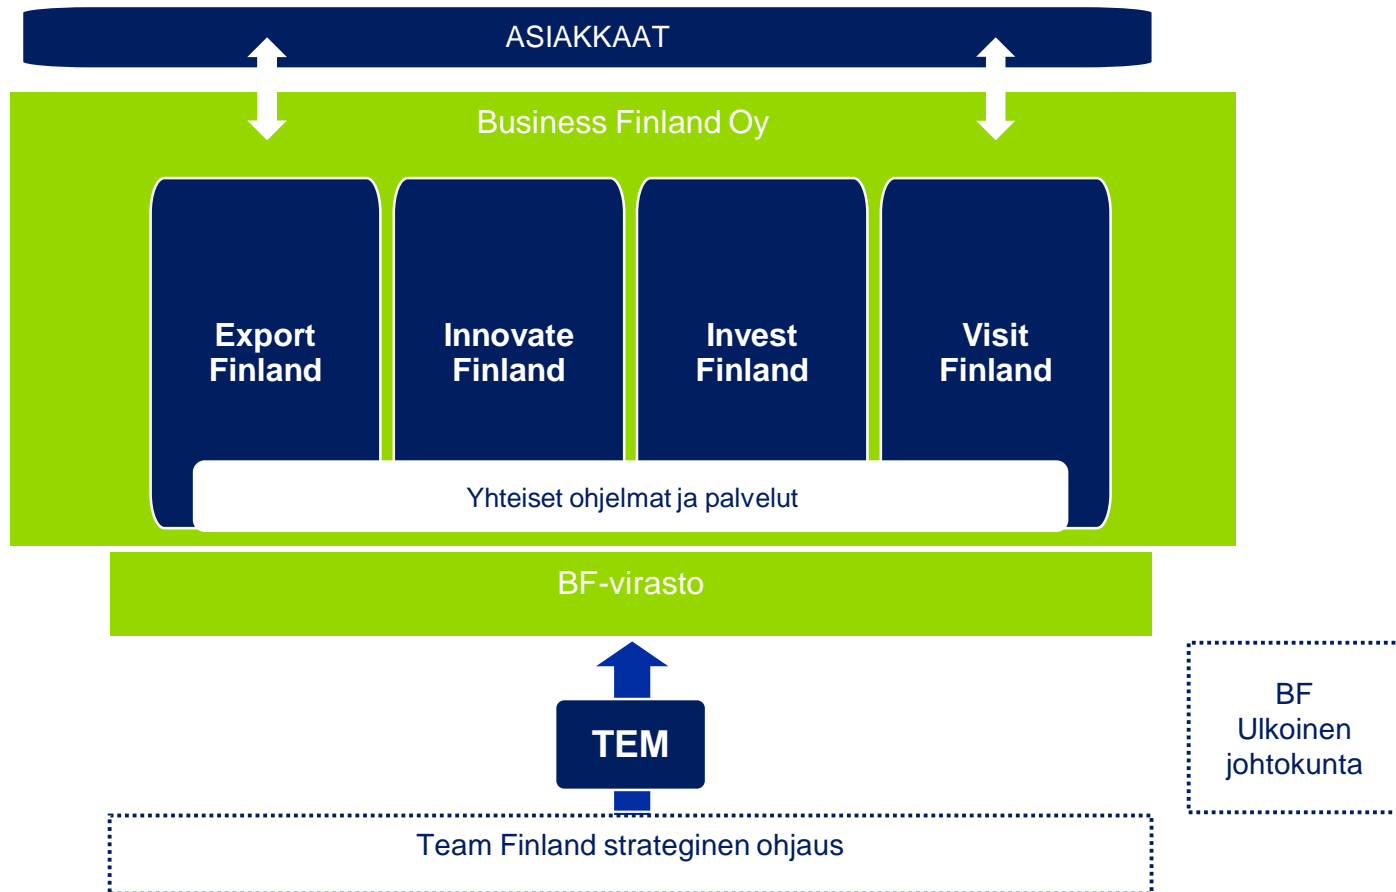 ASIAKKAAT
Business Finland Oy
Export
Finland
Innovate
Finland
Invest
Finland
Visit
Finland
Yhteiset ohjelmat ja palvelut
BF-virasto
TEM
BF
Ulkoinen
johtokunta
Team Finland strateginen ohjaus